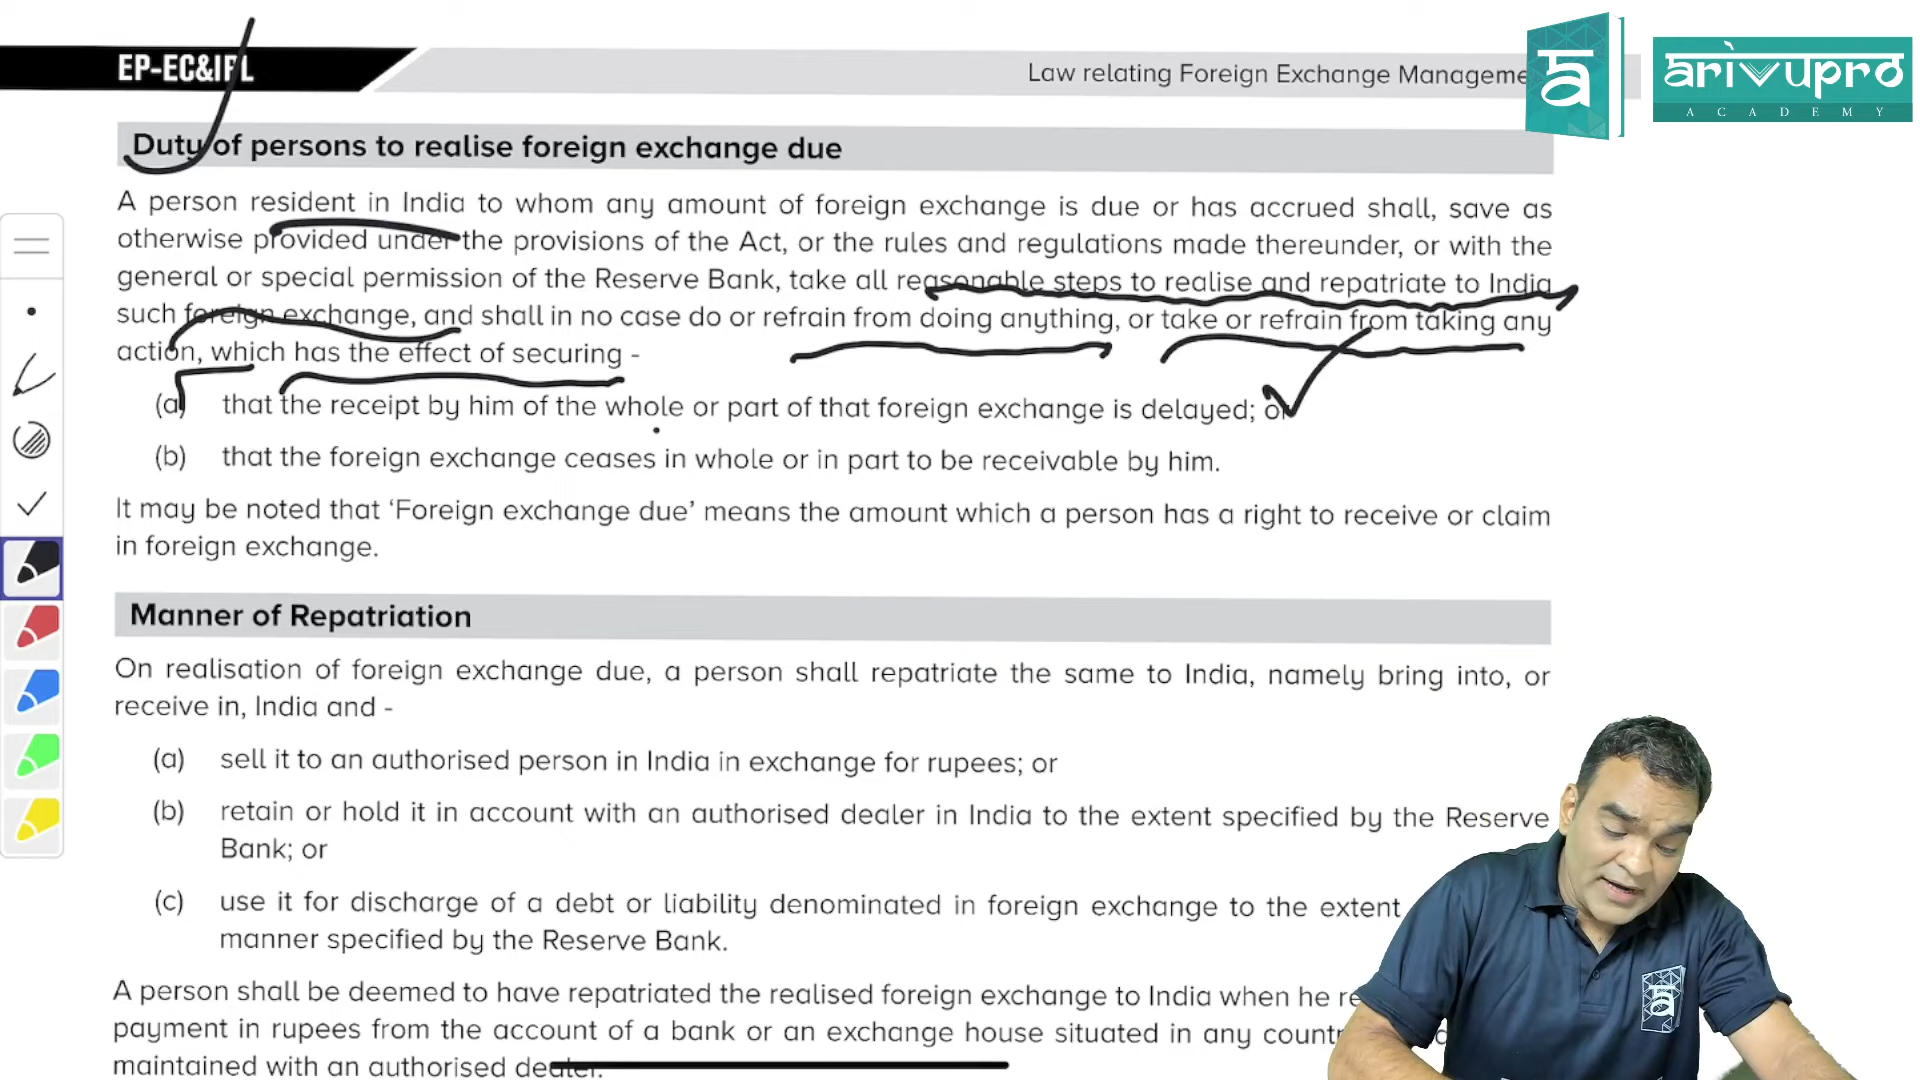 EP-EC&IPL
Law relating Foreign Exchange Manageme
a
arivupro
ACADEMY
Duty of persons to realise foreign exchange due
A person resident in India to whom any amount of foreign exchange is due or has accrued shall, save as
otherwise provided under the provisions of the Act, or the rules and regulations made thereunder, or with the
general or special permission of the Reserve Bank, take all reasonable steps to realise and repatriate to India
such foreign exchange, and shall in no case do or refrain from doing anything, or take or refrain from taking any
action, which has the effect of securing -
(a) that the receipt by him of the whole or part of that foreign exchange is delayed; or
(b) that the foreign exchange ceases in whole or in part to be receivable by him.
It may be noted that ‘Foreign exchange due’ means the amount which a person has a right to receive or claim
in foreign exchange.
Manner of Repatriation
On realisation of foreign exchange due, a person shall repatriate the same to India, namely bring into, or
receive in, India and -
(a) sell it to an authorised person in India in exchange for rupees; or
(b) retain or hold it in account with an authorised dealer in India to the extent specified by the Reserve
Bank; or
(c) use it for discharge of a debt or liability denominated in foreign exchange to the extent
manner specified by the Reserve Bank.
A person shall be deemed to have repatriated the realised foreign exchange to India when he re
payment in rupees from the account of a bank or an exchange house situated in any countr
maintained with an authorised dealer.